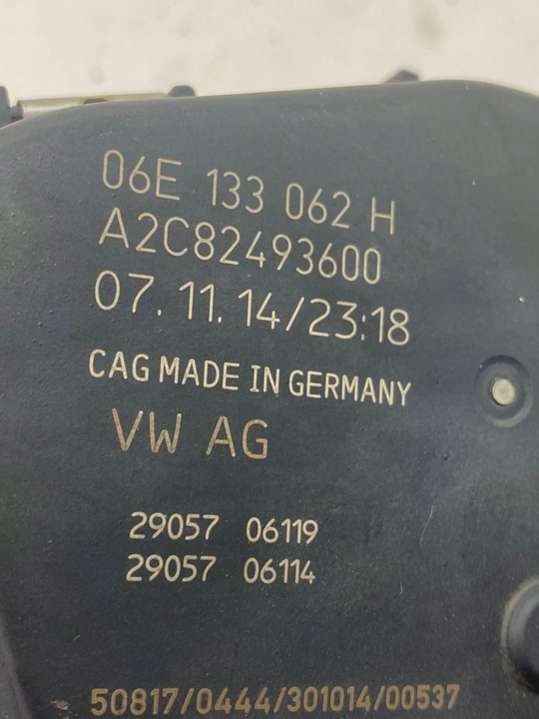 06E 133 062 H
A2C82493600
07.11.14/23:18
CAG MADE IN GERMANY
VW AG
29057 06119
29057 06114
50817/0444/301014/00537